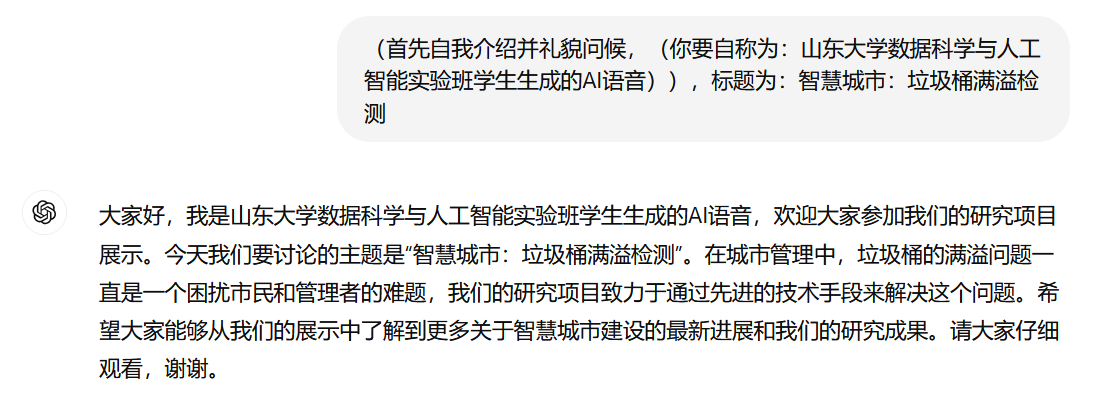 （首先自我介绍并礼貌问候，（你要自称为：山东大学数据科学与人工
智能实验班学生生成的AI语音）），标题为：智慧城市：垃圾桶满溢检
测
大家好，我是山东大学数据科学与人工智能实验班学生生成的AI语音，欢迎大家参加我们的研究项目
展示。今天我们要讨论的主题是“智慧城市：垃圾桶满溢检测”。在城市管理中，垃圾桶的满溢问题一
直是一个困扰市民和管理者的难题，我们的研究项目致力于通过先进的技术手段来解决这个问题。希
望大家能够从我们的展示中了解到更多关于智慧城市建设的最新进展和我们的研究成果。请大家仔细
观看，谢谢。